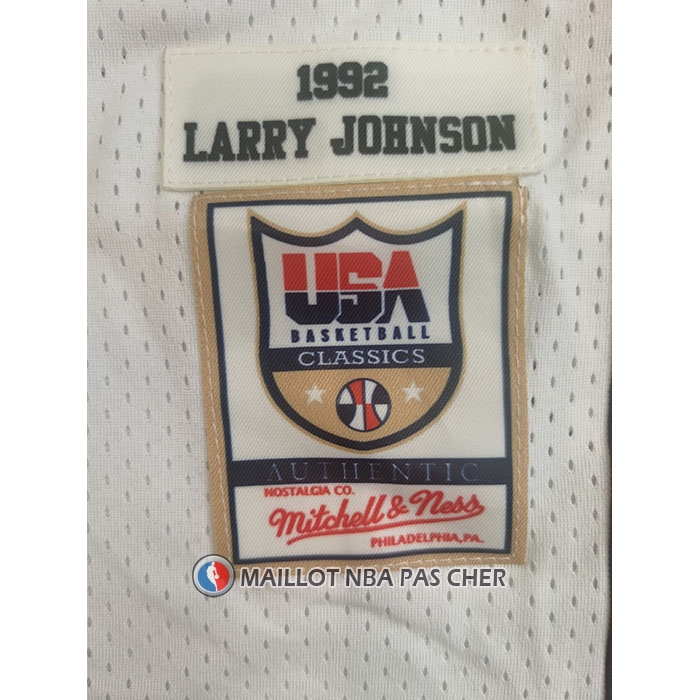 1992
LARRY JOHNSON
USA
BASKETBALL
CLASSICS
AUTHENTIC
NOSTALGIA CO.
Mitchell & Ness
PHILADELPHIA, PA.
MAILLOT NBA PAS CHER